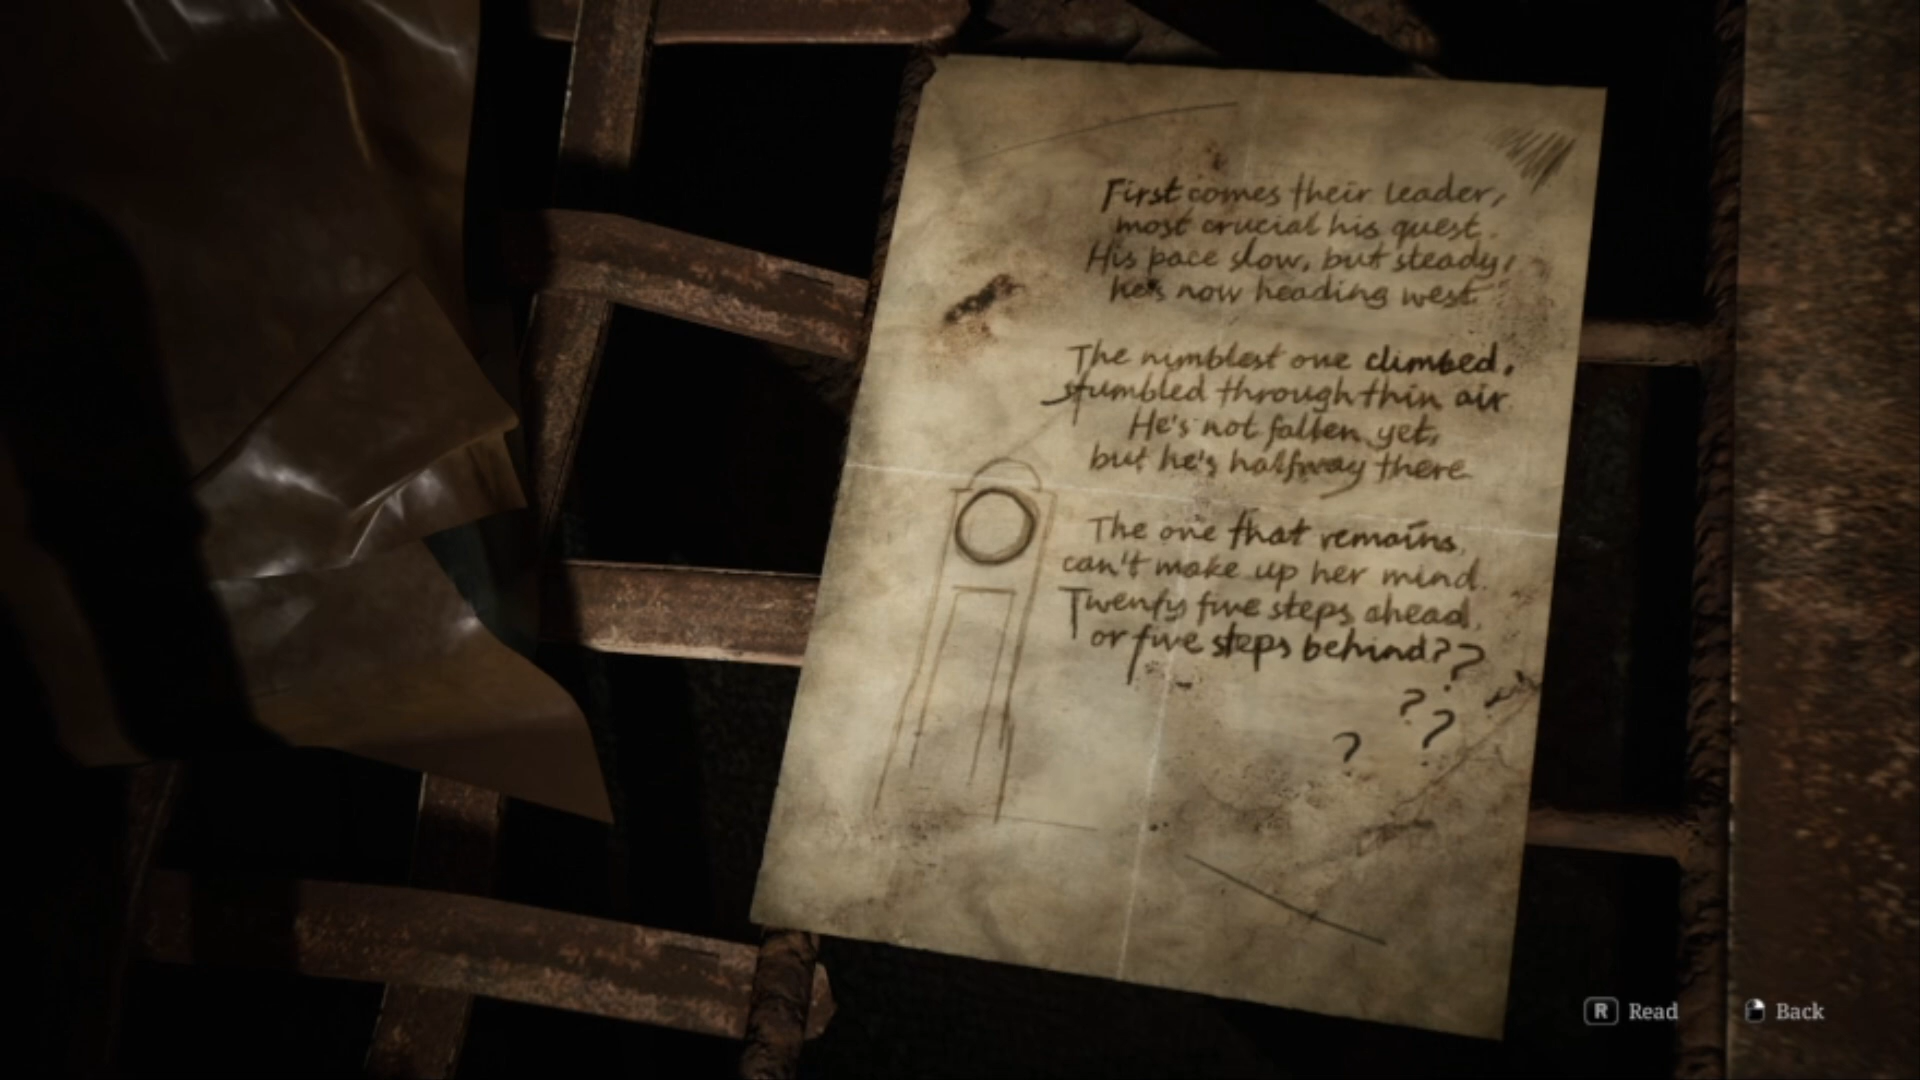 First comes their leader,
most crucial his quest.
His pace slow, but steady,
he's now heading west.
The nimblest one climbed,
stumbled through thin air.
He's not fallen yet,
but he's halfway there.
The one that remains,
can't make up her mind.
Twenty five steps ahead,
or five steps behind??
? ?
?
R Read
Back